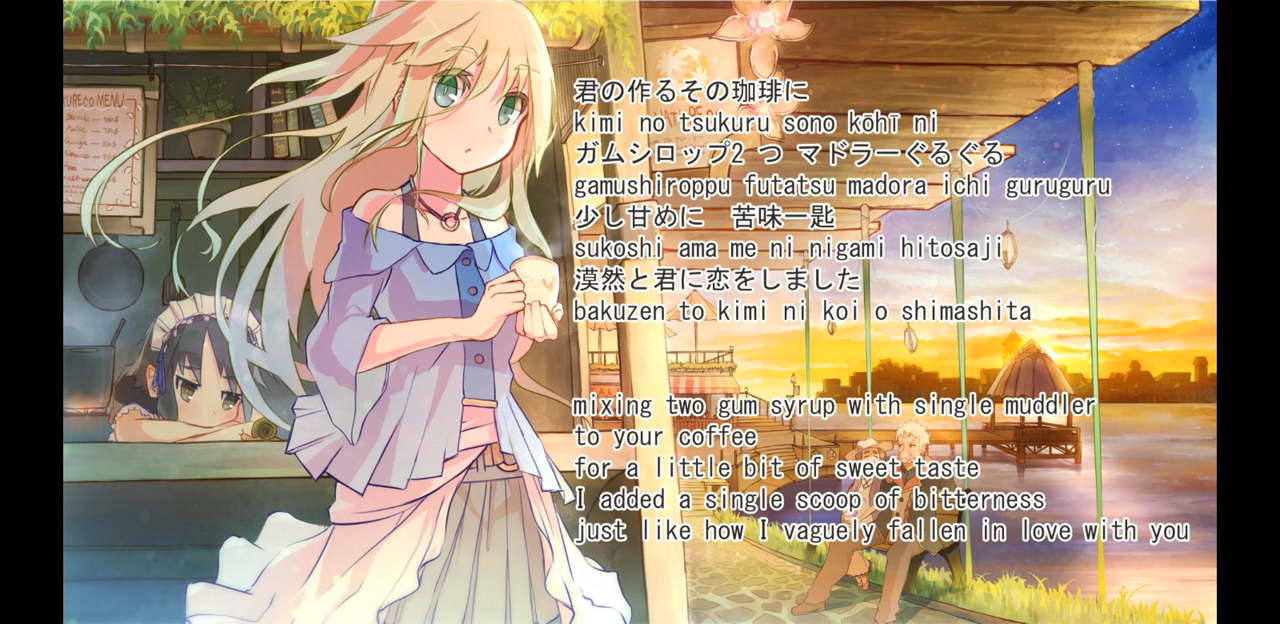 TURECO MENU
君の作るその珈琲に
kimi no tsukuru sono kōhī ni
ガムシロップ2 つ マドラーぐるぐる
gamushiroppu futatsu madora ichi guruguru
少し甘めに　苦味一匙
sukoshi ama me ni nigami hitosaji
漠然と君に恋をしました
bakuzen to kimi ni koi o shimashita
mixing two gum syrup with single muddler
to your coffee
for a little bit of sweet taste
I added a single scoop of bitterness
just like how I vaguely fallen in love with you